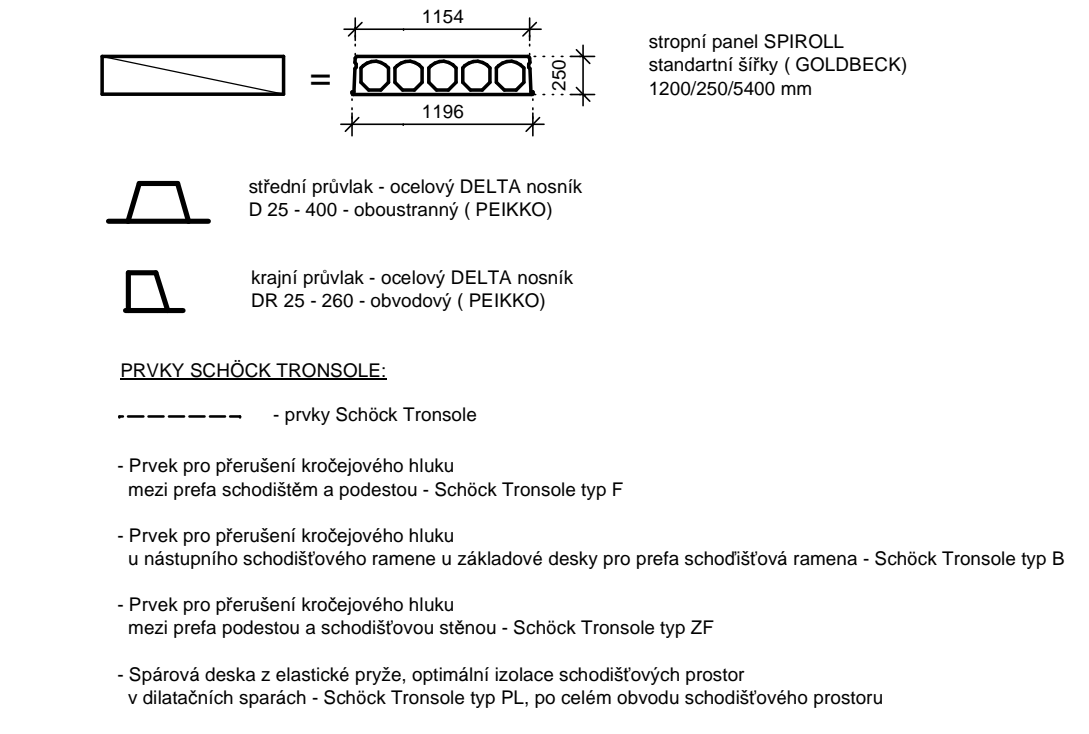 1154
=
250
1196
stropní panel SPIROLL
standartní šířky ( GOLDBECK)
1200/250/5400 mm
střední průvlak - ocelový DELTA nosník
D 25 - 400 - oboustranný ( PEIKKO)
krajní průvlak - ocelový DELTA nosník
DR 25 - 260 - obvodový ( PEIKKO)
PRVKY SCHÖCK TRONSOLE:
- prvky Schöck Tronsole
- Prvek pro přerušení kročejového hluku
mezi prefa schodištěm a podestou - Schöck Tronsole typ F
- Prvek pro přerušení kročejového hluku
u nástupního schodišťového ramene u základové desky pro prefa schoďišťová ramena - Schöck Tronsole typ B
- Prvek pro přerušení kročejového hluku
mezi prefa podestou a schodišťovou stěnou - Schöck Tronsole typ ZF
- Spárová deska z elastické pryže, optimální izolace schodišťových prostor
v dilatačních sparách - Schöck Tronsole typ PL, po celém obvodu schodišťového prostoru